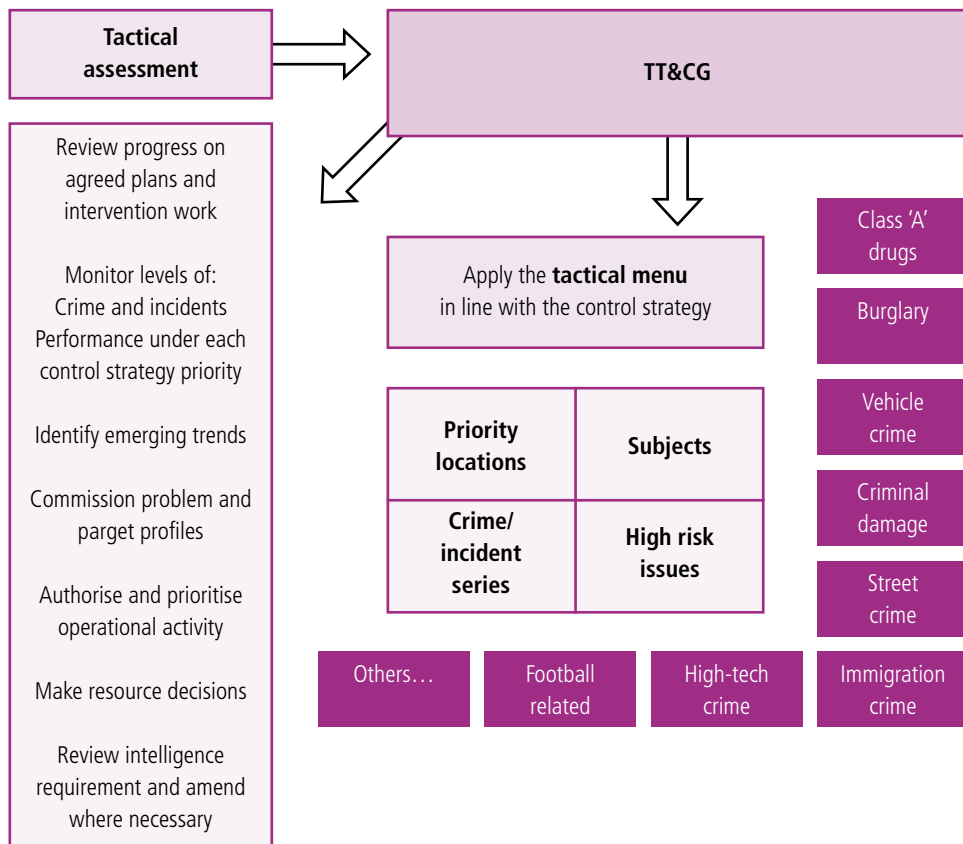 Tactical
assessment
TT&CG
Review progress on
agreed plans and
intervention work
Monitor levels of:
Crime and incidents
Performance under each
control strategy priority
Identify emerging trends
Commission problem and
parget profiles
Authorise and prioritise
operational activity
Make resource decisions
Review intelligence
requirement and amend
where necessary
Apply the tactical menu
in line with the control strategy
Priority
locations
Subjects
Crime/
incident
series
High risk
issues
Class 'A'
drugs
Burglary
Vehicle
crime
Criminal
damage
Street
crime
Others…
Football
related
High-tech
crime
Immigration
crime